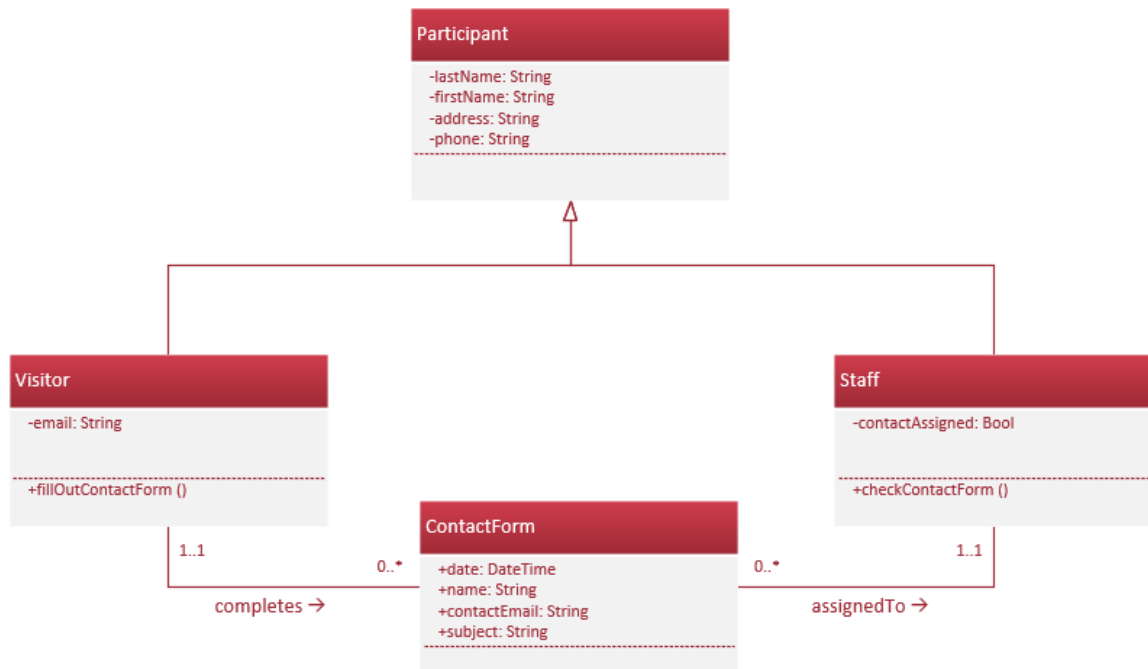 Participant
-lastName: String
-firstName: String
-address: String
-phone: String
Visitor
-email: String
+fillOutContactForm ()
Staff
-contactAssigned: Bool
+checkContactForm ()
ContactForm
+date: DateTime
+name: String
+contactEmail: String
+subject: String
1..1
0..*
completes →
0..*
1..1
assignedTo →